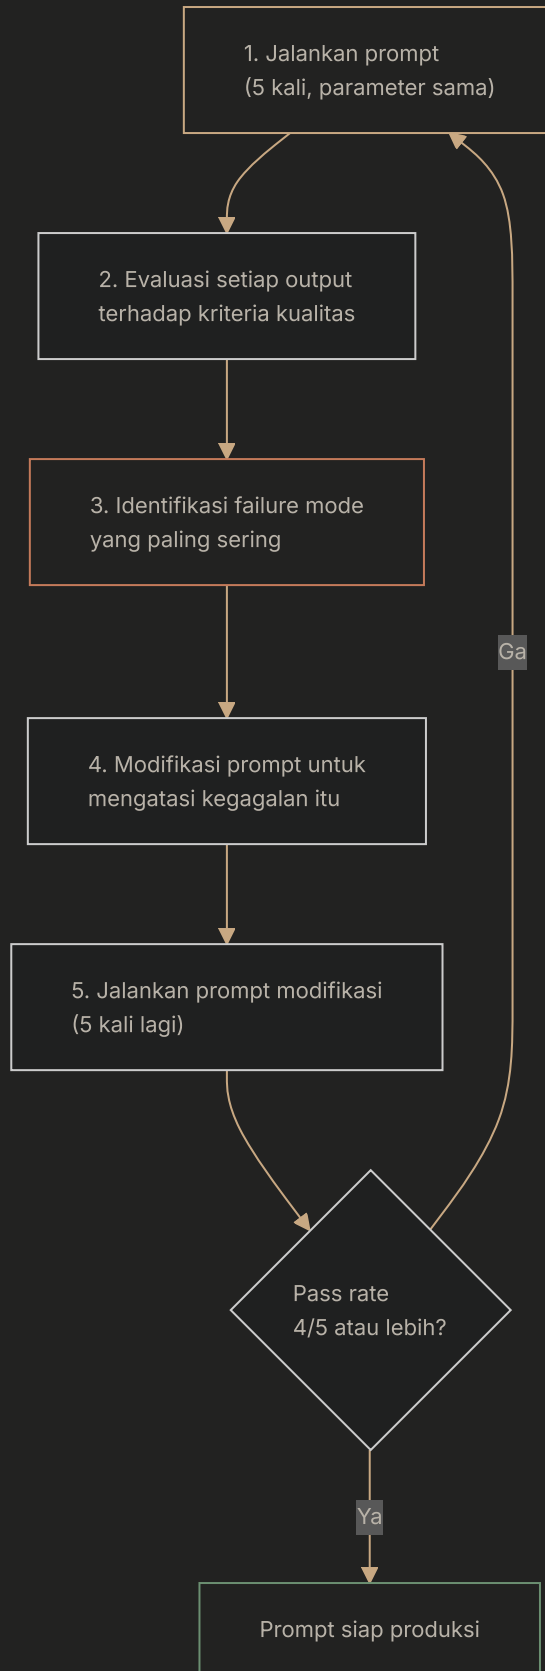 1. Jalankan prompt
(5 kali, parameter sama)
2. Evaluasi setiap output
terhadap kriteria kualitas
3. Identifikasi failure mode
yang paling sering
Ga
4. Modifikasi prompt untuk
mengatasi kegagalan itu
5. Jalankan prompt modifikasi
(5 kali lagi)
Pass rate
4/5 atau lebih?
Ya
Prompt siap produksi